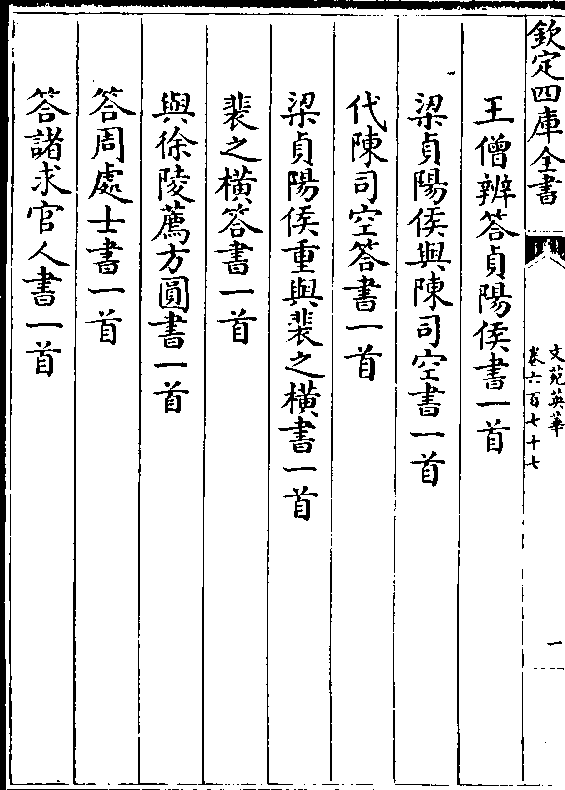 欽定四庫全書
文苑英華
卷六百七十七
一
王僧辨答貞陽侯書一首
梁貞陽侯與陳司空書一首
代陳司空答書一首
梁貞陽侯重與裴之橫書一首
裴之橫答書一首
與徐陵薦方圓書一首
答周處士書一首
答諸求官人書一首